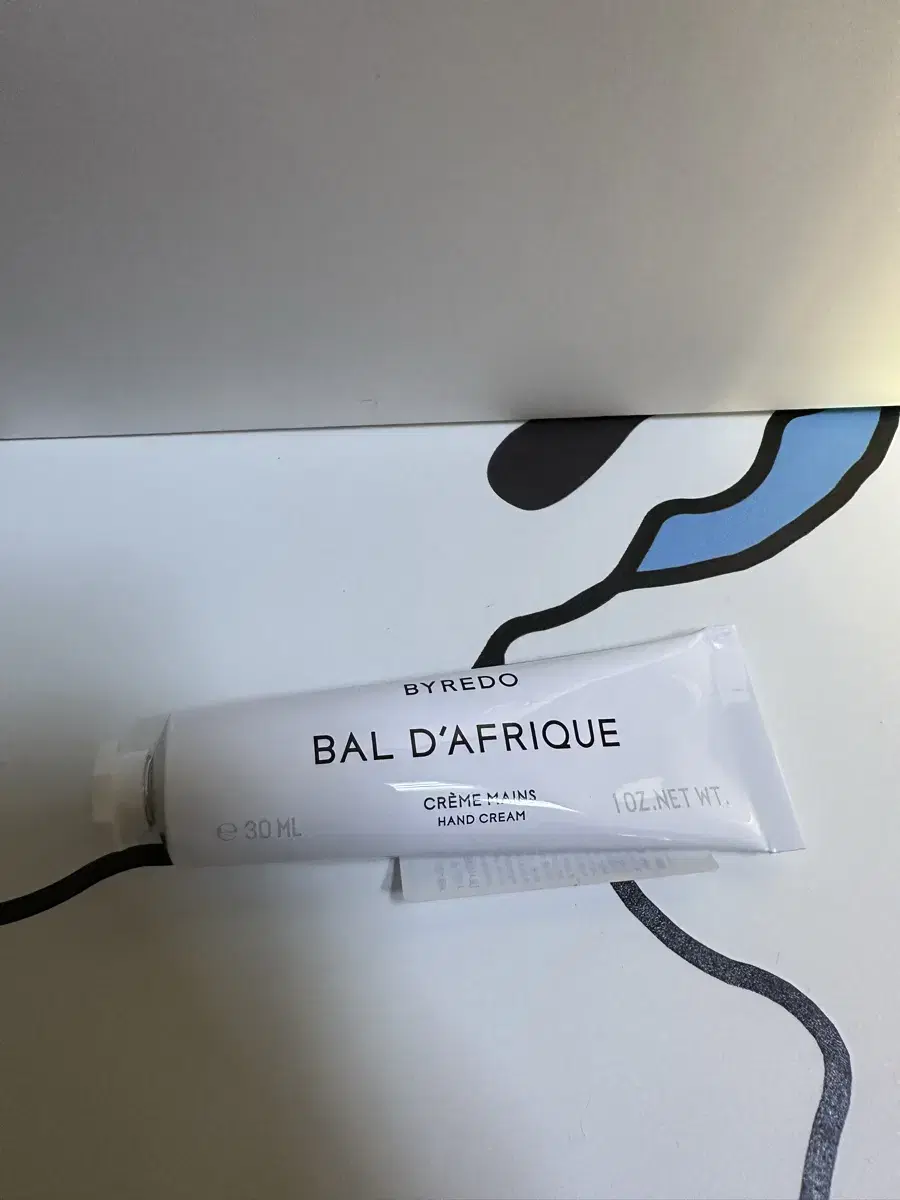 BYREDO
BAL D'AFRIQUE
CRÈME MAINS
HAND CREAM
℮ 30 ML
1 OZ.NET WT.